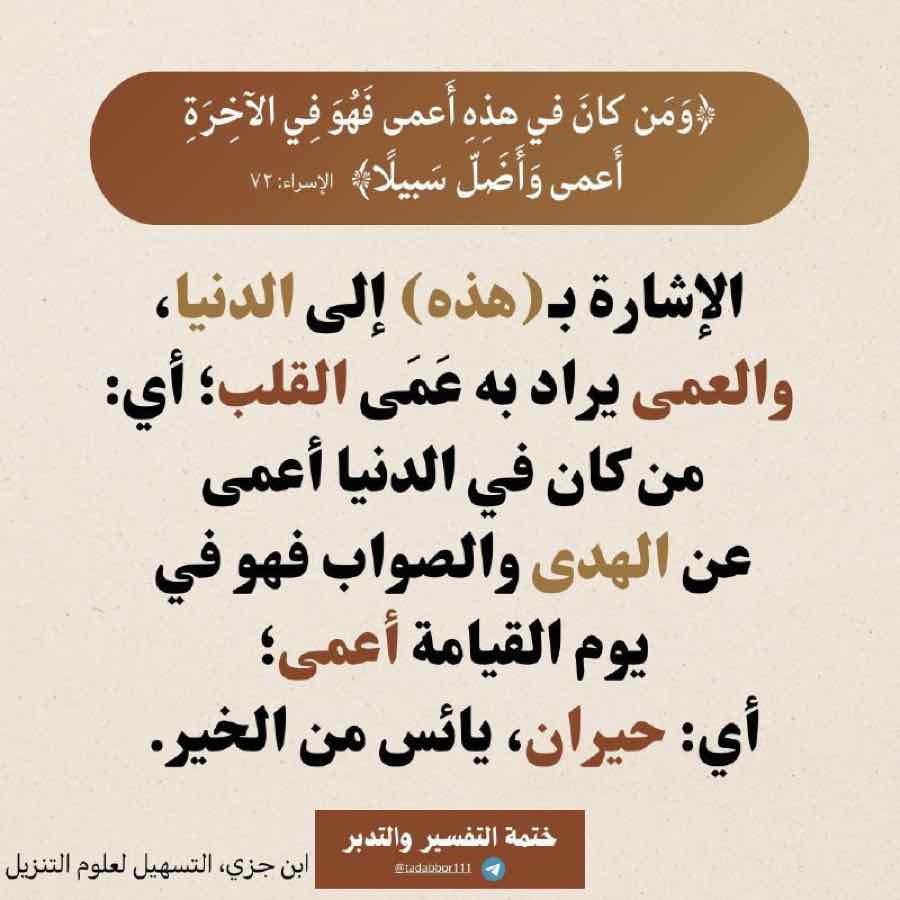 ﴿وَمَن كانَ في هذِهِ أَعمى فَهُوَ فِي الآخِرَةِ
أَعمى وَأَضَلّ سَبيلًا﴾ الإسراء: ٧٢
الإشارة بـ(هذه) إلى الدنيا،
والعمى يراد به عَمَى القلب؛ أي:
من كان في الدنيا أعمى
عن الهدى والصواب فهو في
يوم القيامة أعمى؛
أي: حيران، يائس من الخير.
ختمة التفسير والتدبر
@tadabbor111
ابن جزي، التسهيل لعلوم التنزيل